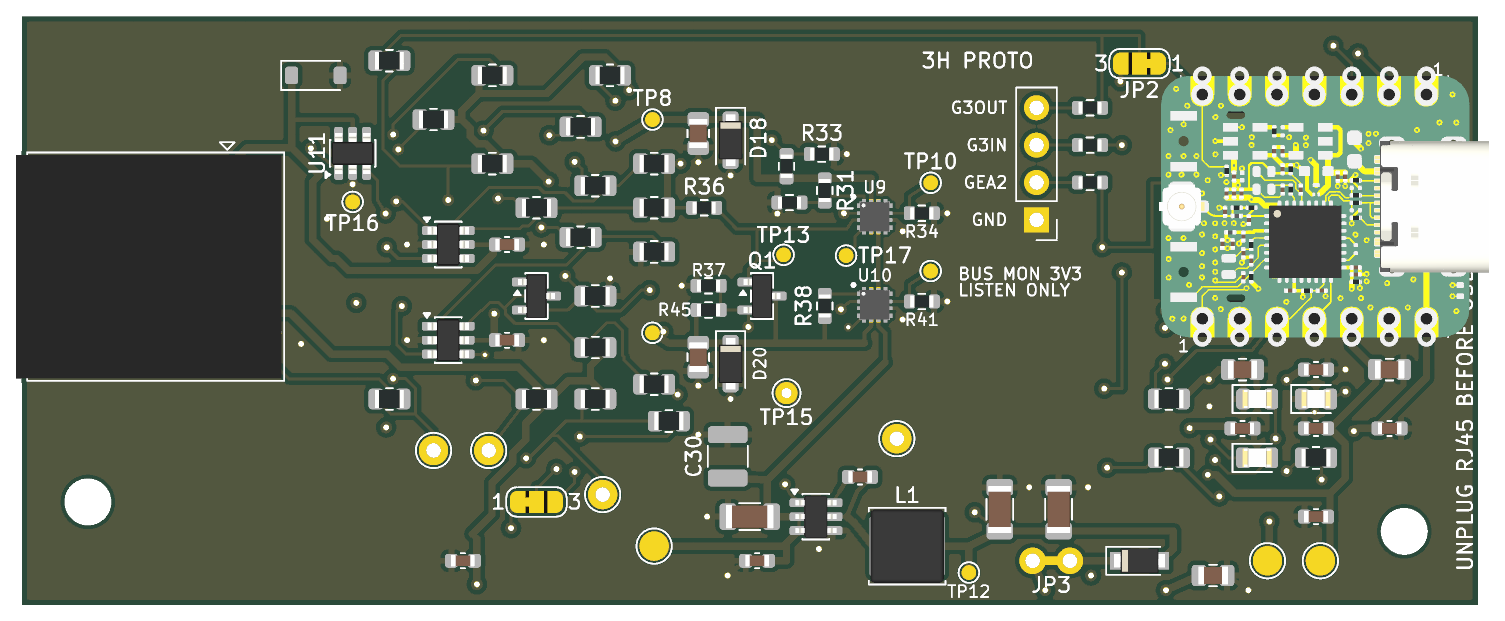 3H PROTO
3
1
JP2
1
TP8
G3OUT
U11
D18
R33
G3IN
TP10
R31
R36
U9
GEA2
TP16
GND
R34
TP13
Q1
TP17
R37
U10
BUS MON 3V3
LISTEN ONLY
R45
R38
R41
D20
1
UNPLUG RJ45 BEFORE
TP15
C30
1
3
L1
JP3
TP12